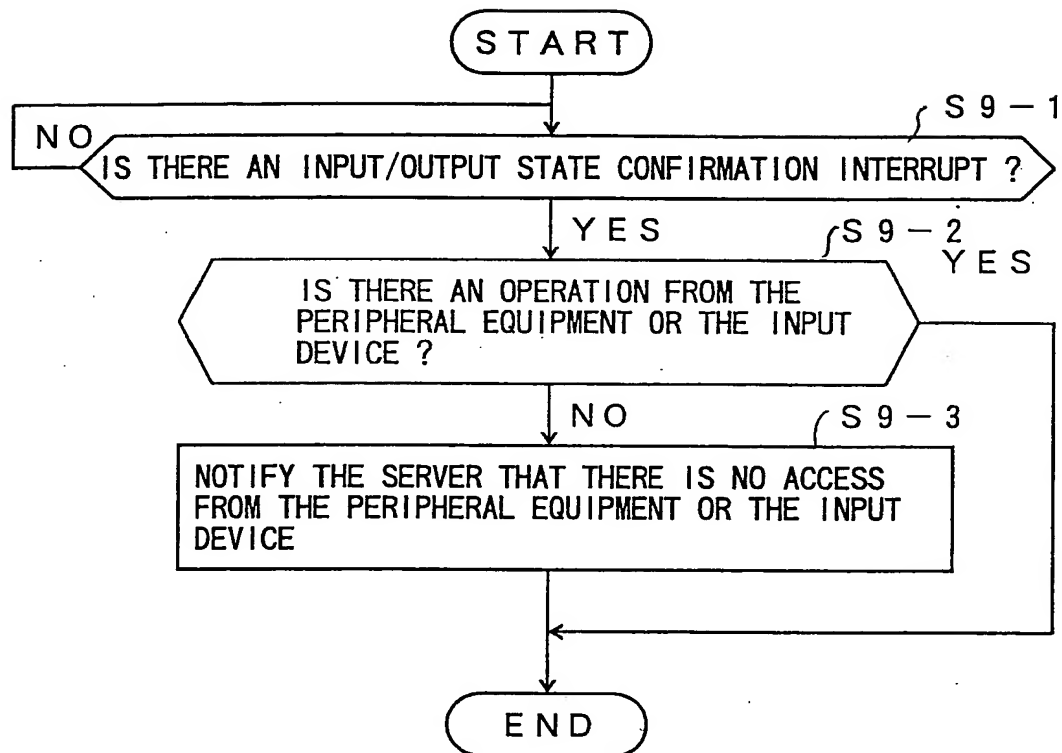 START
S9-1
NO
IS THERE AN INPUT/OUTPUT STATE CONFIRMATION INTERRUPT ?
YES
S9-2
YES
IS THERE AN OPERATION FROM THE
PERIPHERAL EQUIPMENT OR THE INPUT
DEVICE ?
NO
S9-3
NOTIFY THE SERVER THAT THERE IS NO ACCESS
FROM THE PERIPHERAL EQUIPMENT OR THE INPUT
DEVICE
END